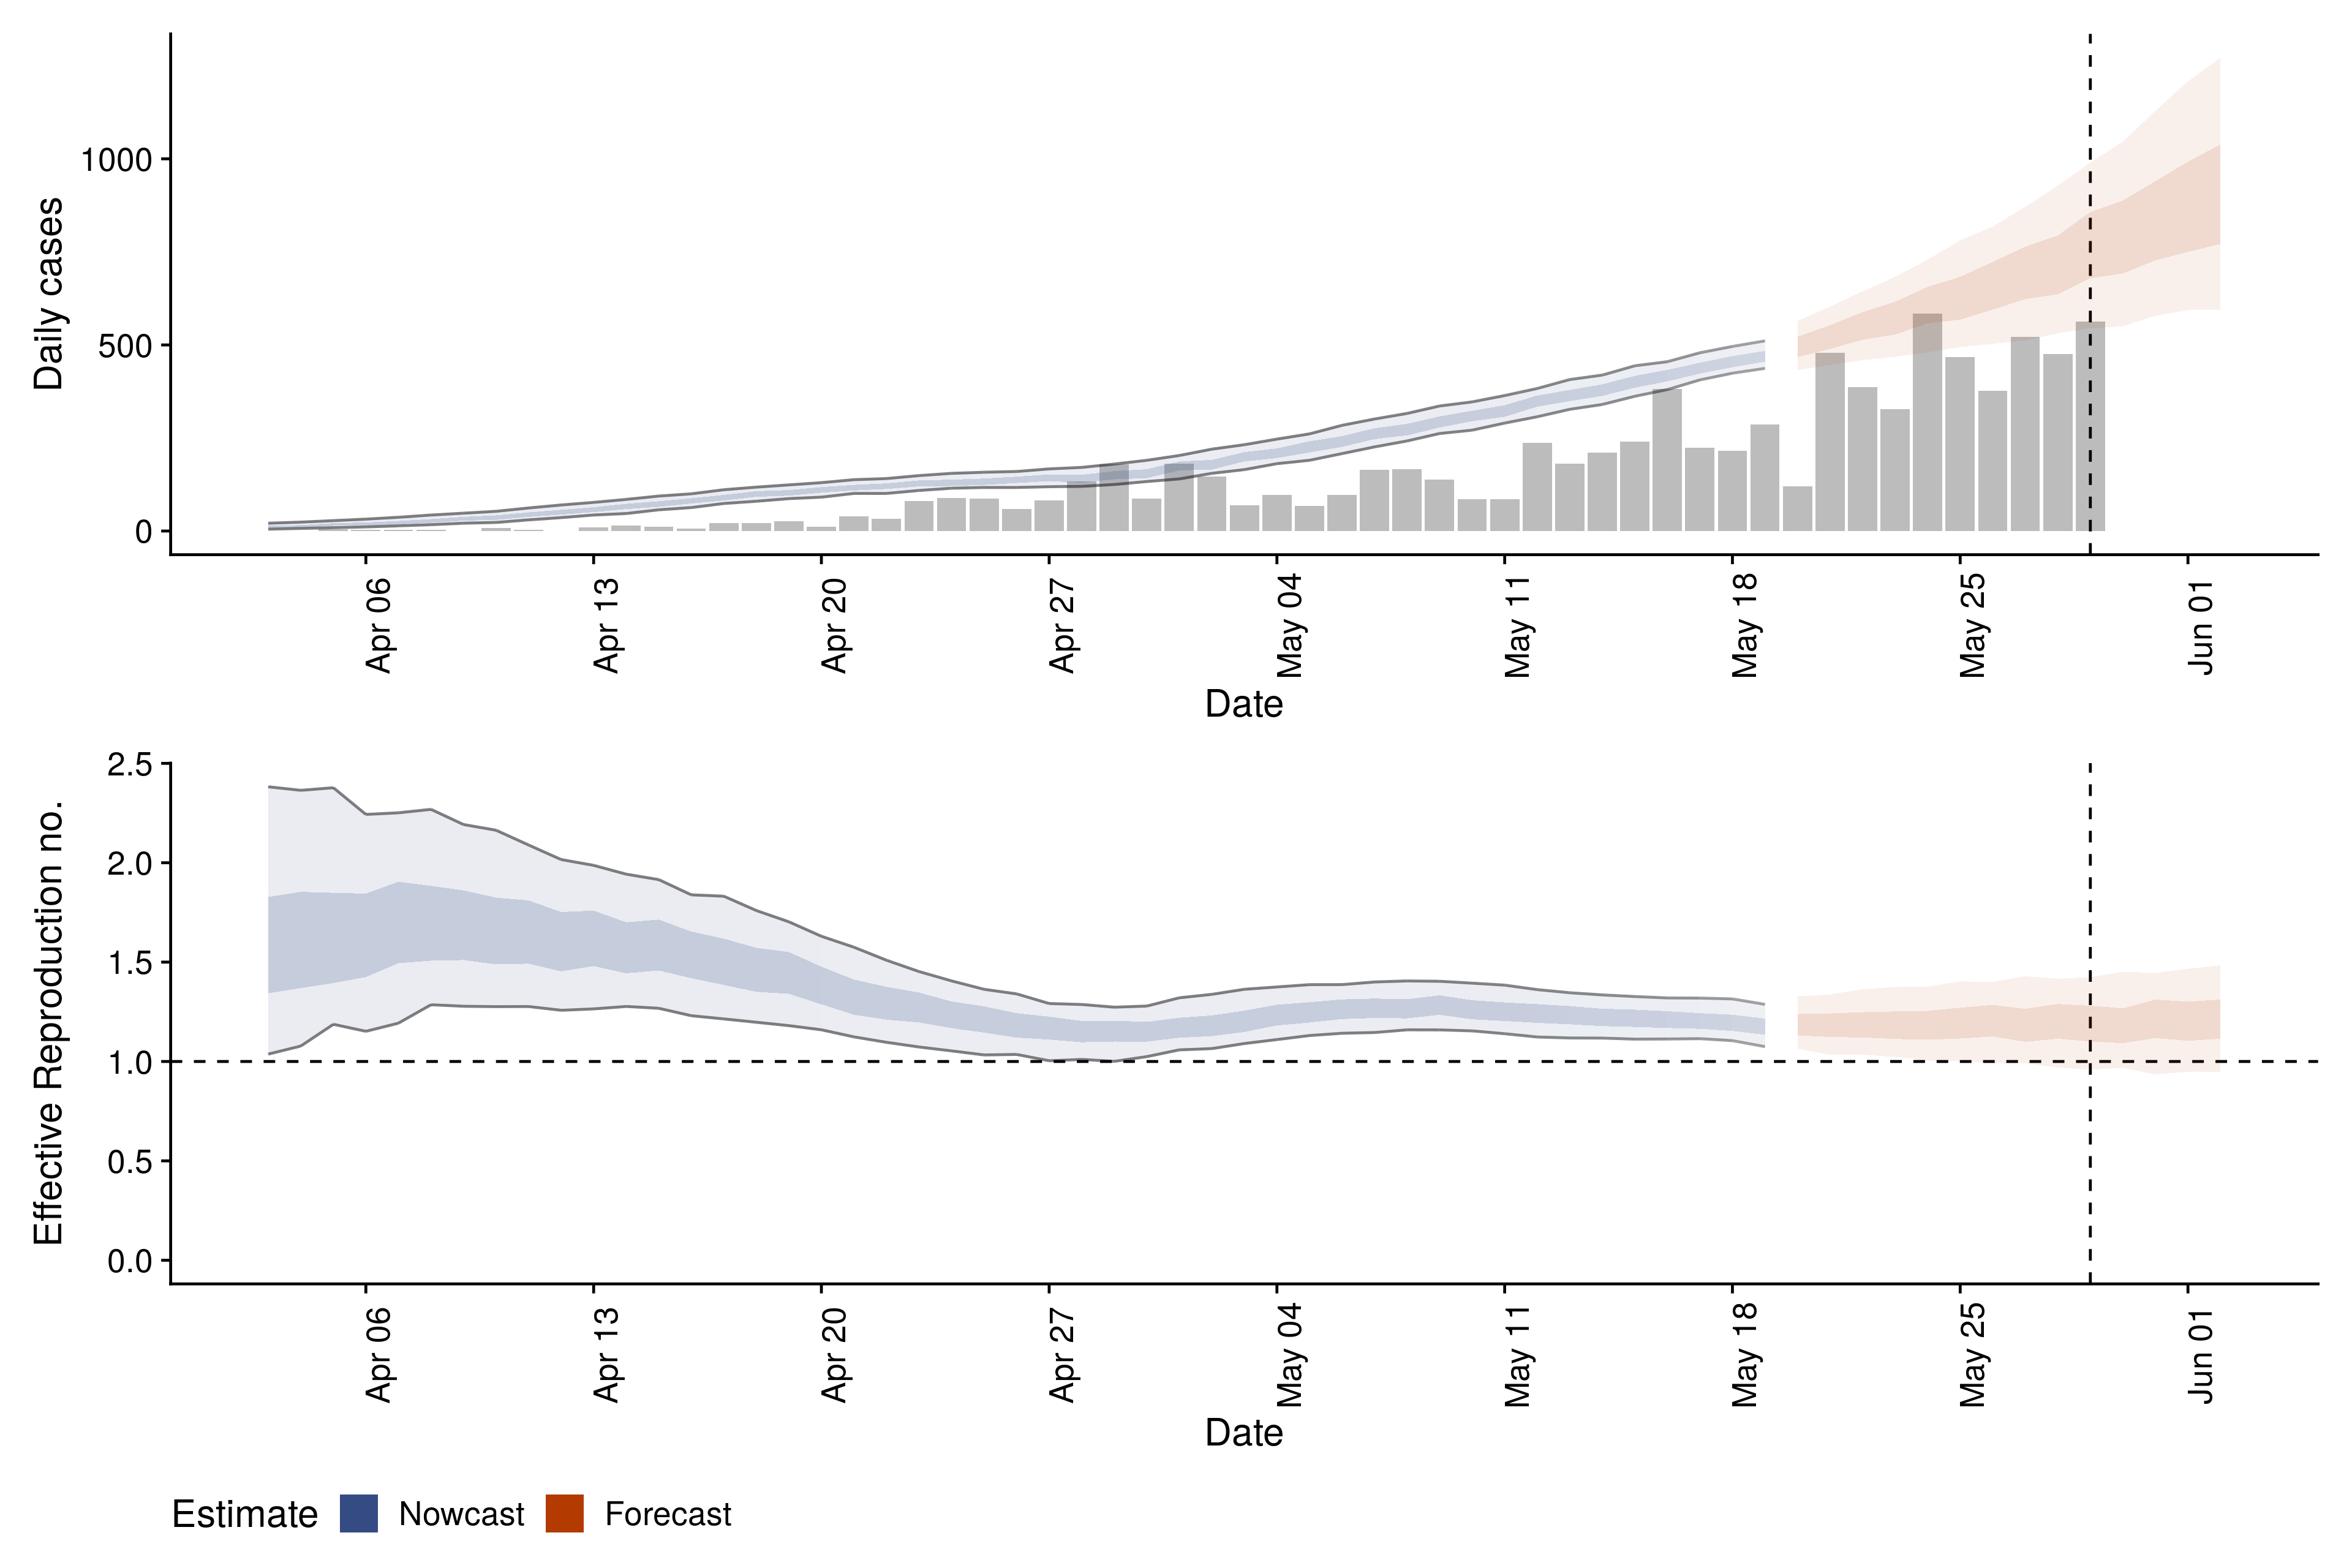 Daily cases
1000
500
0
Apr 06
Apr 13
Apr 20
Apr 27
May 04
May 11
May 18
May 25
Jun 01
Date
Effective Reproduction no.
2.5
2.0
1.5
1.0
0.5
0.0
Apr 06
Apr 13
Apr 20
Apr 27
May 04
May 11
May 18
May 25
Jun 01
Date
Estimate Nowcast Forecast